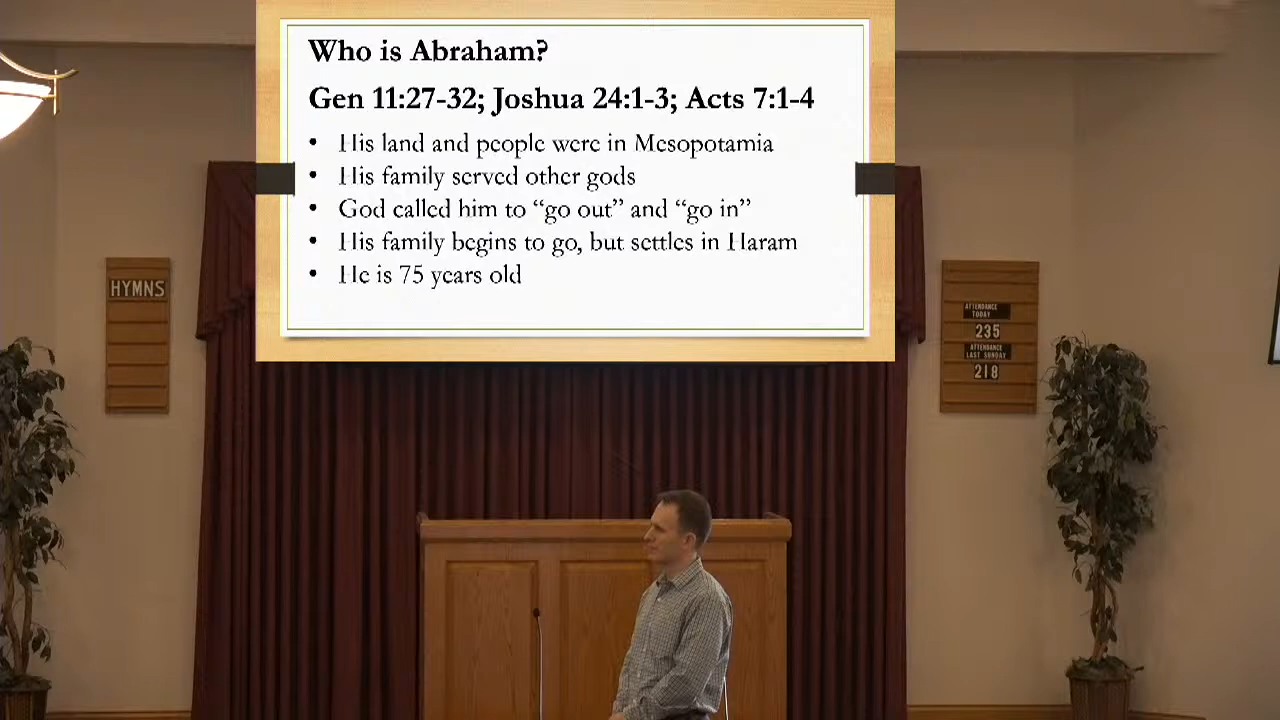 Who is Abraham?
Gen 11:27-32; Joshua 24:1-3; Acts 7:1-4
• His land and people were in Mesopotamia
• His family served other gods
• God called him to “go out” and “go in”
• His family begins to go, but settles in Haram
• He is 75 years old
HYMNS
ATTENDANCE
TODAY
235
ATTENDANCE
LAST SUNDAY
218